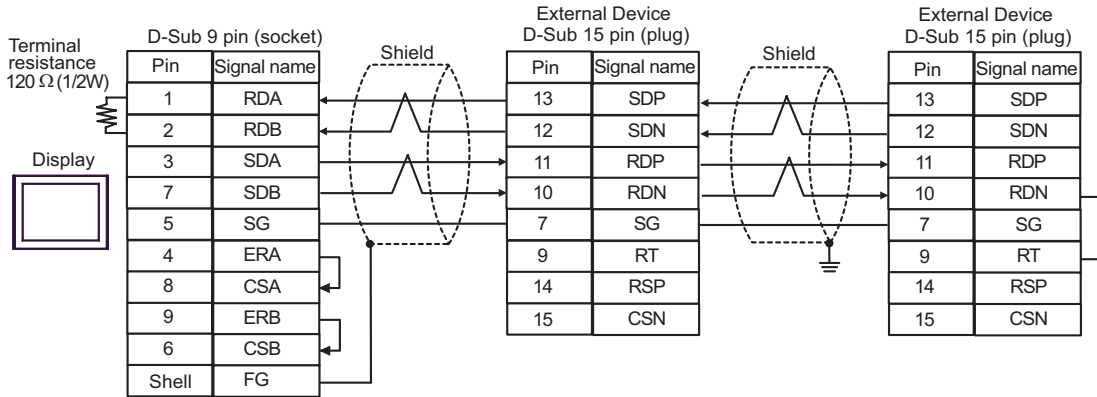 Terminal
resistance
120 Ω (1/2W)
Display
D-Sub 9 pin (socket)
Pin Signal name
1 RDA
2 RDB
3 SDA
7 SDB
5 SG
4 ERA
8 CSA
9 ERB
6 CSB
Shell FG
Shield
External Device
D-Sub 15 pin (plug)
Pin Signal name
13 SDP
12 SDN
11 RDP
10 RDN
7 SG
9 RT
14 RSP
15 CSN
Shield
External Device
D-Sub 15 pin (plug)
Pin Signal name
13 SDP
12 SDN
11 RDP
10 RDN
7 SG
9 RT
14 RSP
15 CSN